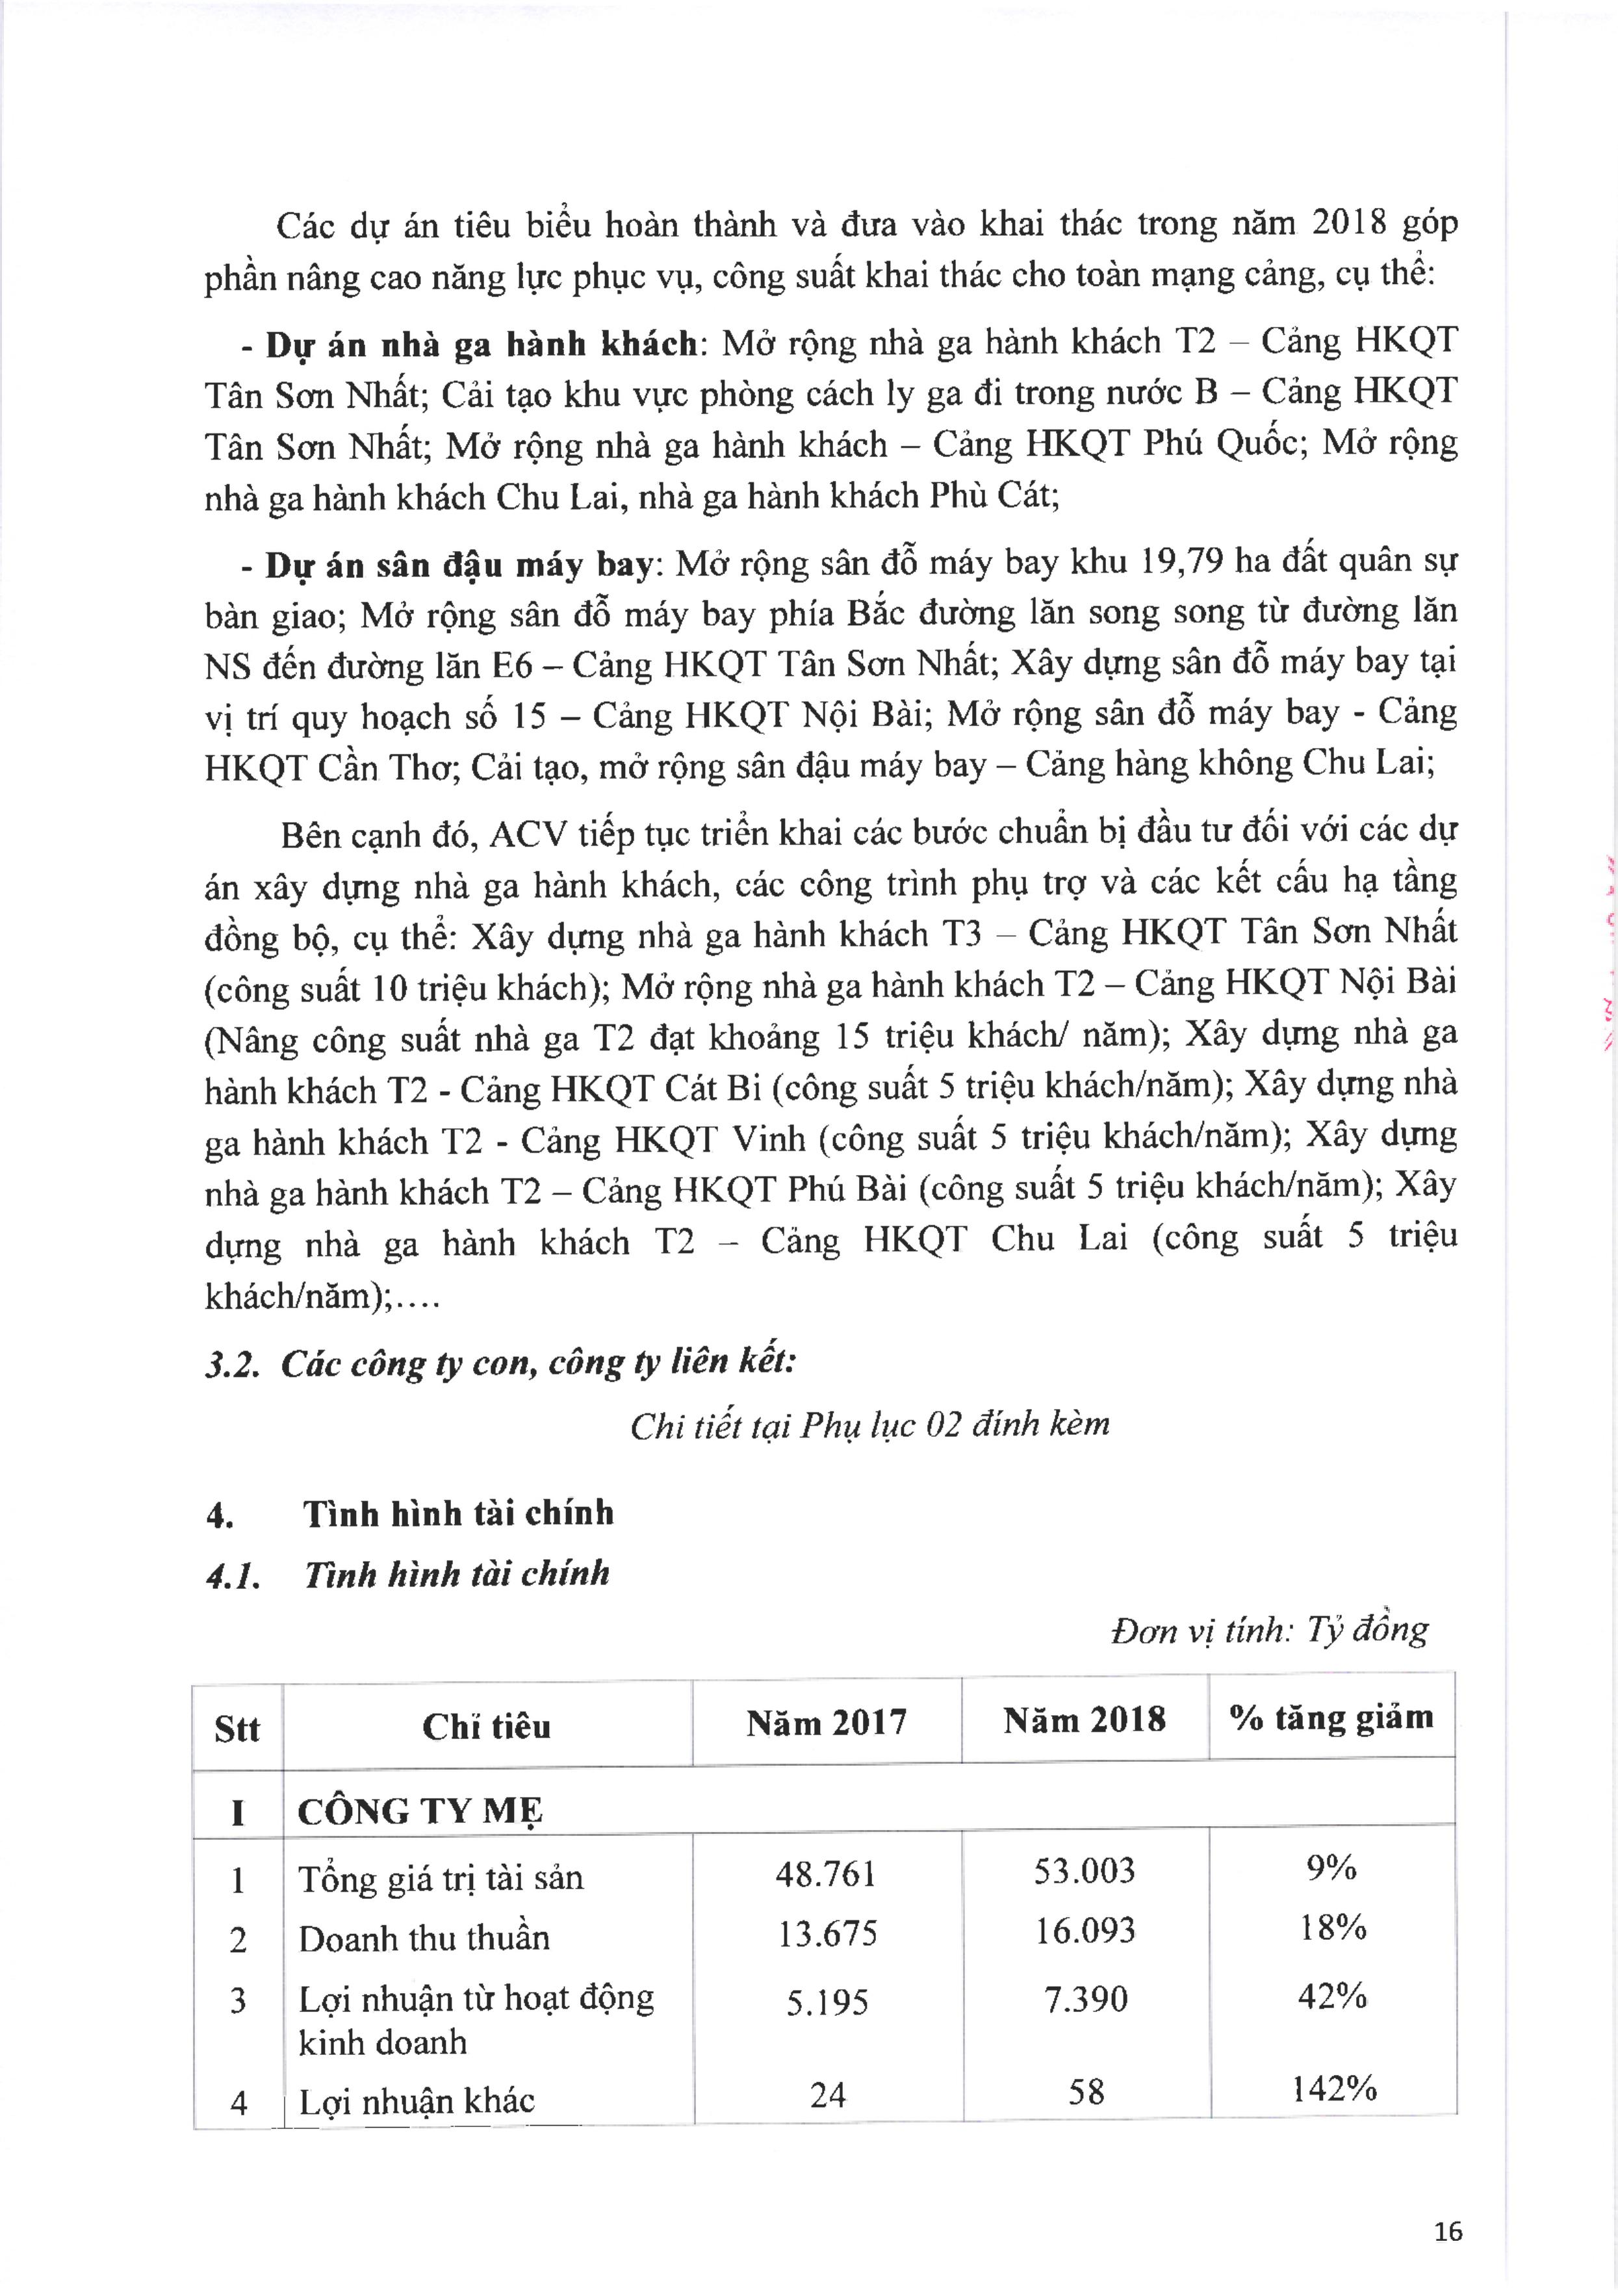 Các dự án tiêu biểu hoàn thành và đưa vào khai thác trong năm 2018 góp
phần nâng cao năng lực phục vụ, công suất khai thác cho toàn mạng cảng, cụ thể:
- Dự án nhà ga hành khách: Mở rộng nhà ga hành khách T2 – Cảng HKQT
Tân Sơn Nhất; Cải tạo khu vực phòng cách ly ga đi trong nước B – Cảng HKQT
Tân Sơn Nhất; Mở rộng nhà ga hành khách – Cảng HKQT Phú Quốc; Mở rộng
nhà ga hành khách Chu Lai, nhà ga hành khách Phù Cát;
- Dự án sân đậu máy bay: Mở rộng sân đỗ máy bay khu 19,79 ha đất quân sự
bàn giao; Mở rộng sân đỗ máy bay phía Bắc đường lăn song song từ đường lăn
NS đến đường lăn E6 – Cảng HKQT Tân Sơn Nhất; Xây dựng sân đỗ máy bay tại
vị trí quy hoạch số 15 – Cảng HKQT Nội Bài; Mở rộng sân đỗ máy bay - Cảng
HKQT Cần Thơ; Cải tạo, mở rộng sân đậu máy bay – Cảng hàng không Chu Lai;
Bên cạnh đó, ACV tiếp tục triển khai các bước chuẩn bị đầu tư đối với các dự
án xây dựng nhà ga hành khách, các công trình phụ trợ và các kết cấu hạ tầng
đồng bộ, cụ thể: Xây dựng nhà ga hành khách T3 – Cảng HKQT Tân Sơn Nhất
(công suất 10 triệu khách); Mở rộng nhà ga hành khách T2 – Cảng HKQT Nội Bài
(Nâng công suất nhà ga T2 đạt khoảng 15 triệu khách/ năm); Xây dựng nhà ga
hành khách T2 - Cảng HKQT Cát Bi (công suất 5 triệu khách/năm); Xây dựng nhà
ga hành khách T2 - Cảng HKQT Vinh (công suất 5 triệu khách/năm); Xây dựng
nhà ga hành khách T2 – Cảng HKQT Phú Bài (công suất 5 triệu khách/năm); Xây
dựng nhà ga hành khách T2 – Cảng HKQT Chu Lai (công suất 5 triệu
khách/năm);....
3.2. Các công ty con, công ty liên kết:
Chi tiết tại Phụ lục 02 đính kèm
4. Tình hình tài chính
4.1. Tình hình tài chính
Đơn vị tính: Tỷ đồng
Stt Chỉ tiêu Năm 2017 Năm 2018 % tăng giảm
I CÔNG TY MẸ
1 Tổng giá trị tài sản 48.761 53.003 9%
2 Doanh thu thuần 13.675 16.093 18%
3 Lợi nhuận từ hoạt động 5.195 7.390 42%
kinh doanh
4 Lợi nhuận khác 24 58 142%
16